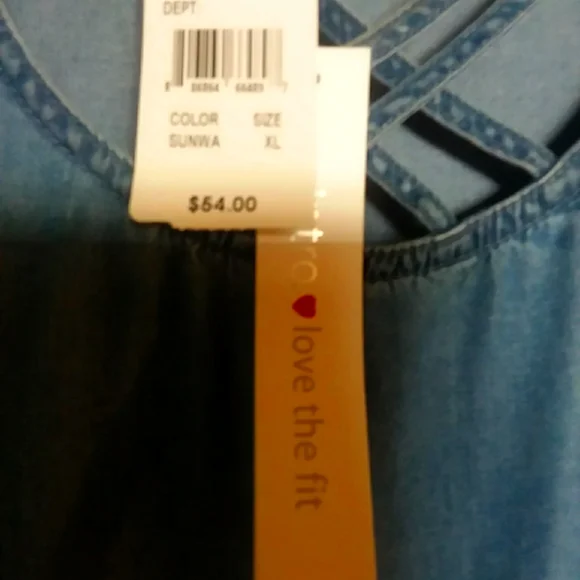 DEPT
COLOR SIZE
SUNWA XL
$54.00
love the fit